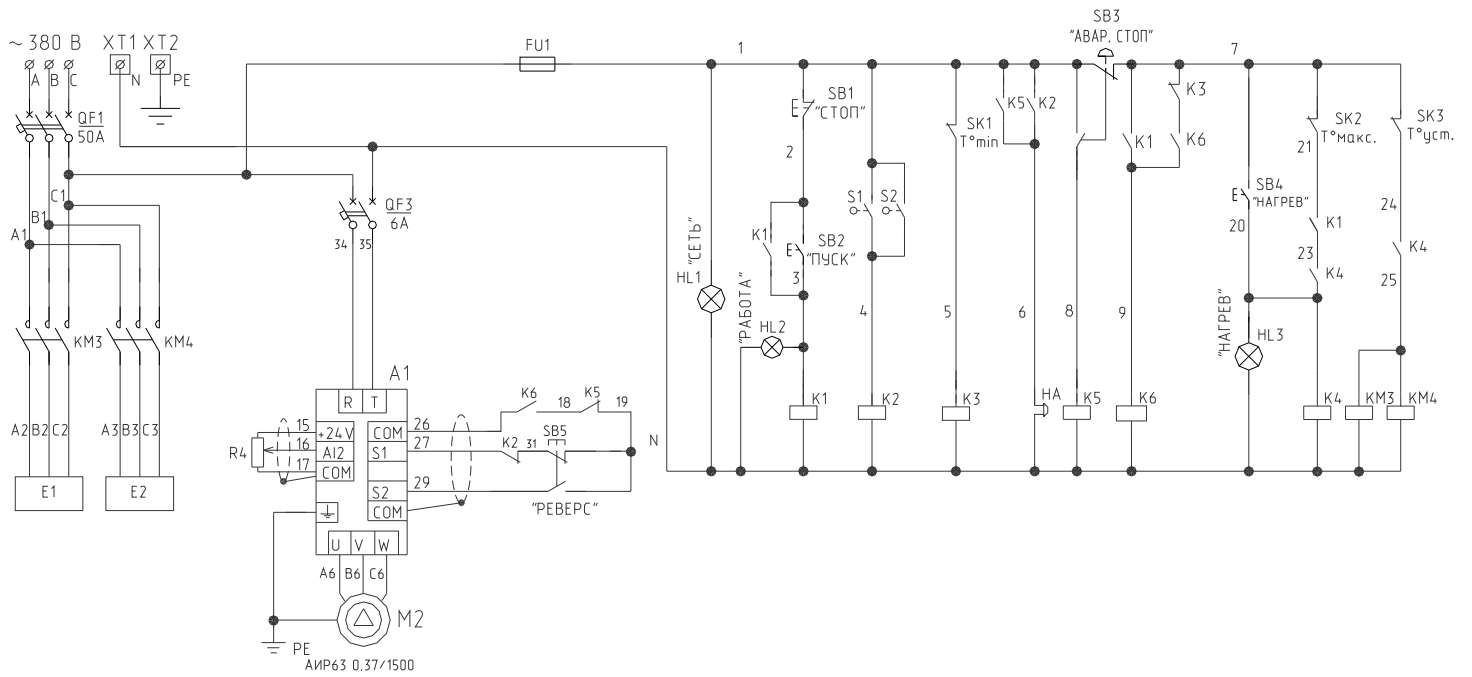 ~ 380 В
XT1 XT2
A B C
N
PE
QF1
50A
C1
B1
A1
KM3
KM4
A2 B2 C2
A3 B3 C3
E1
E2
FU1
1
QF3
6A
34 35
A1
R T
15
+24V
16
AI2
17
COM
R4
COM
26
S1
27
S2
29
COM
K6
K5
18
19
K2
31
SB5
"РЕВЕРС"
N
U V W
A6 B6 C6
M2
PE
АИР63 0,37/1500
"СЕТЬ"
HL1
"РАБОТА"
HL2
SB1
"СТОП"
2
K1
SB2
"ПУСК"
3
K1
S1
S2
4
K2
SK1
T°min
5
K3
K5
K2
6
HA
SB3
"АВАР. СТОП"
8
K5
K1
K3
K6
9
K6
7
SB4
"НАГРЕВ"
20
"НАГРЕВ"
HL3
SK2
T°макс.
21
K1
23
K4
K4
SK3
T°уст.
24
K4
25
KM3
KM4